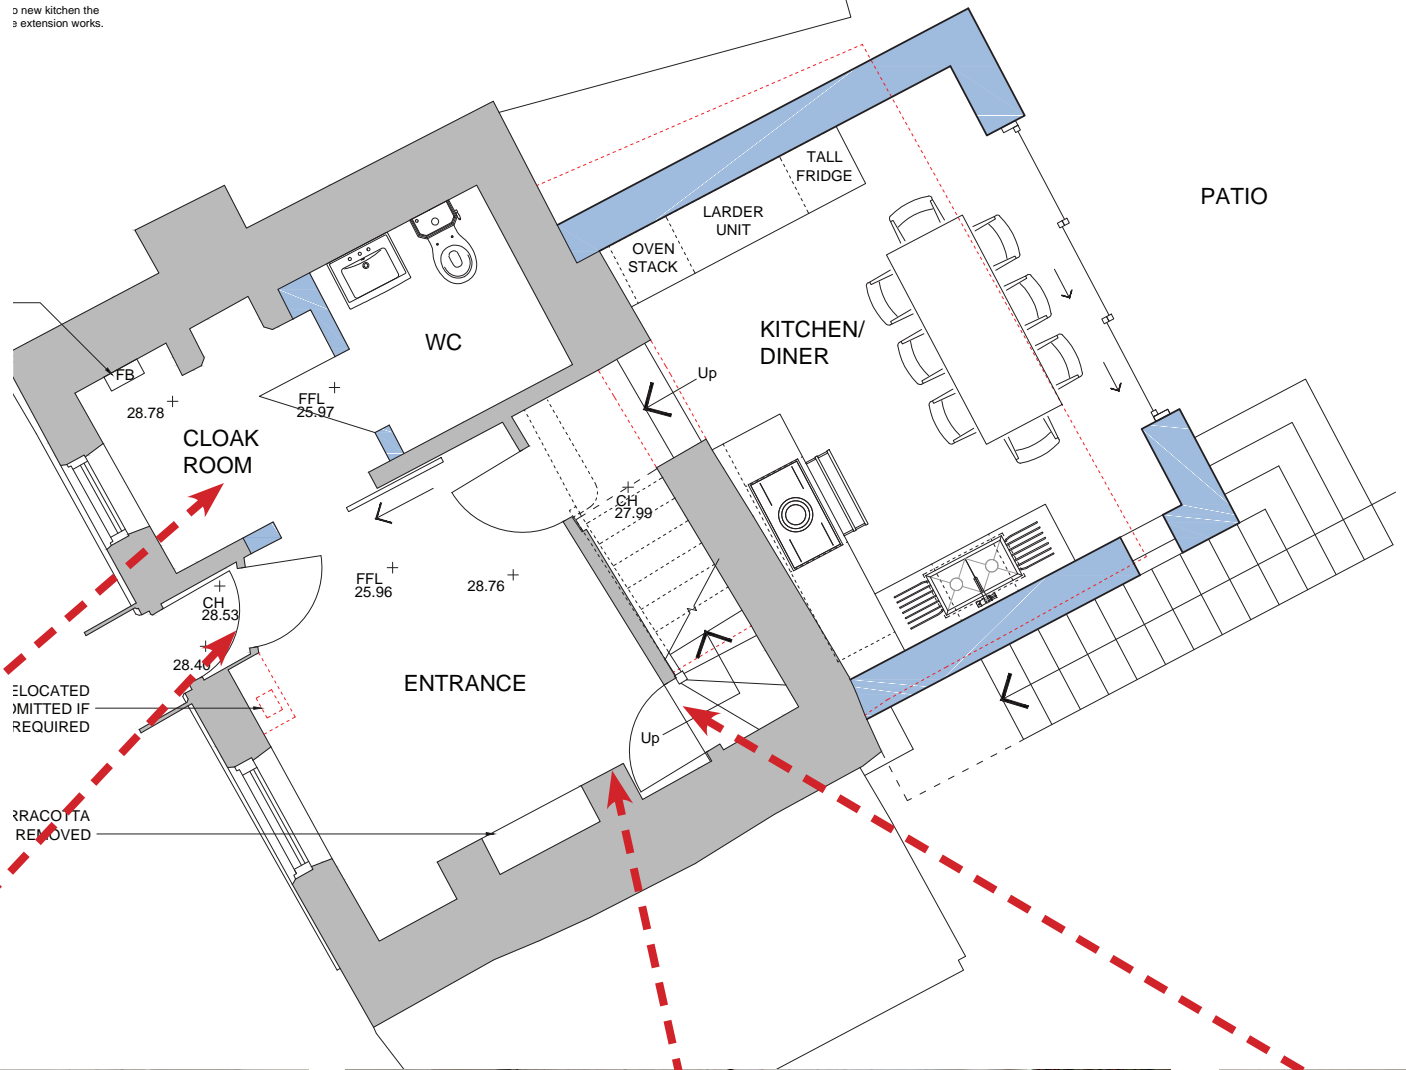 o new kitchen the
e extension works.
TALL
FRIDGE
PATIO
LARDER
UNIT
OVEN
STACK
KITCHEN/
DINER
WC
Up
FB
FFL
25.97
28.78
CLOAK
ROOM
CH
27.99
FFL
25.96
28.76
CH
28.53
28.40
ELOCATED
OMITTED IF
REQUIRED
ENTRANCE
Up
RRACOTTA
REMOVED